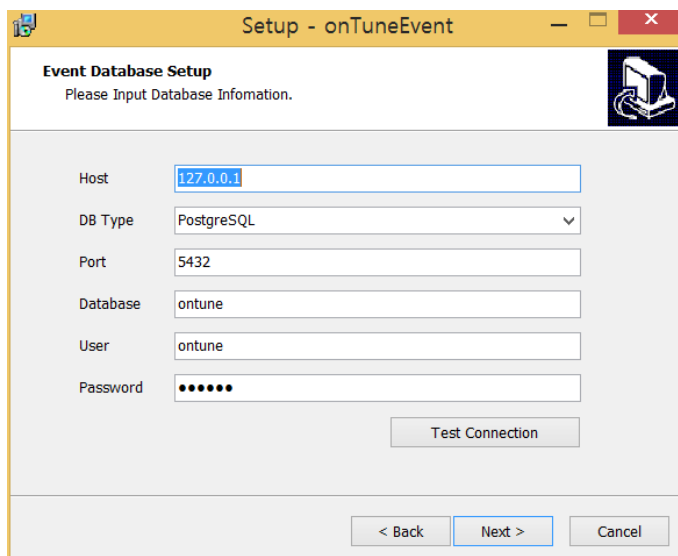 Setup - onTuneEvent
Event Database Setup
Please Input Database Infomation.
Host 127.0.0.1
DB Type PostgreSQL
Port 5432
Database ontune
User ontune
Password ●●●●●●
Test Connection
< Back Next > Cancel